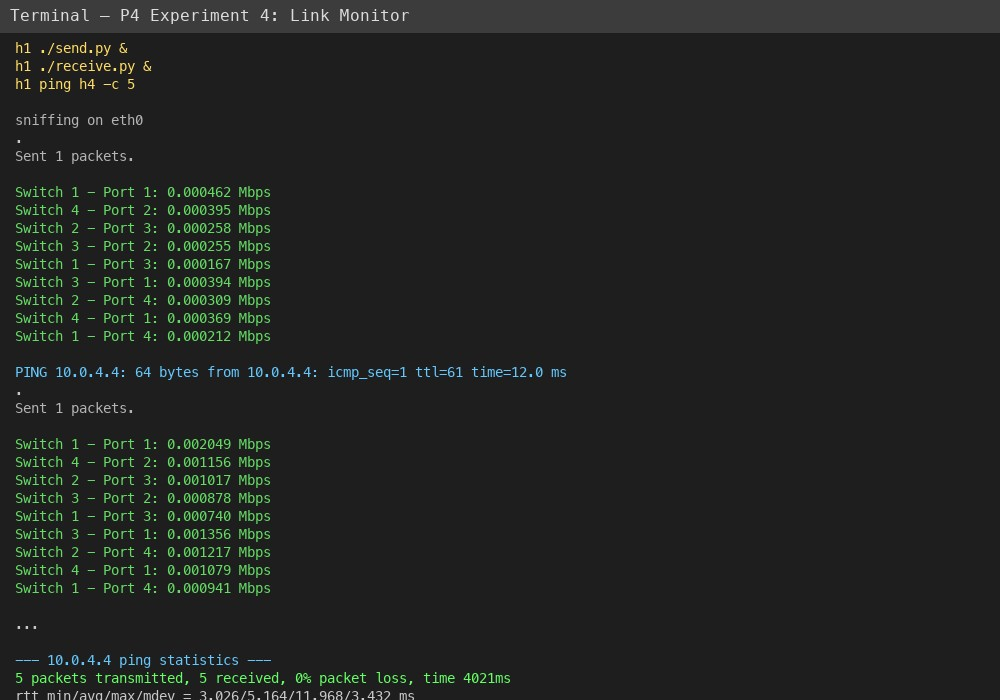 Terminal — P4 Experiment 4: Link Monitor
h1 ./send.py &
h1 ./receive.py &
h1 ping h4 −c 5
sniffing on eth0
.
Sent 1 packets.
Switch 1 − Port 1: 0.000462 Mbps
Switch 4 − Port 2: 0.000395 Mbps
Switch 2 − Port 3: 0.000258 Mbps
Switch 3 − Port 2: 0.000255 Mbps
Switch 1 − Port 3: 0.000167 Mbps
Switch 3 − Port 1: 0.000394 Mbps
Switch 2 − Port 4: 0.000309 Mbps
Switch 4 − Port 1: 0.000369 Mbps
Switch 1 − Port 4: 0.000212 Mbps
PING 10.0.4.4: 64 bytes from 10.0.4.4: icmp_seq=1 ttl=61 time=12.0 ms
.
Sent 1 packets.
Switch 1 − Port 1: 0.002049 Mbps
Switch 4 − Port 2: 0.001156 Mbps
Switch 2 − Port 3: 0.001017 Mbps
Switch 3 − Port 2: 0.000878 Mbps
Switch 1 − Port 3: 0.000740 Mbps
Switch 3 − Port 1: 0.001356 Mbps
Switch 2 − Port 4: 0.001217 Mbps
Switch 4 − Port 1: 0.001079 Mbps
Switch 1 − Port 4: 0.000941 Mbps
...
−−− 10.0.4.4 ping statistics −−−
5 packets transmitted, 5 received, 0% packet loss, time 4021ms
rtt min/avg/max/mdev = 3.026/5.164/11.968/3.432 ms